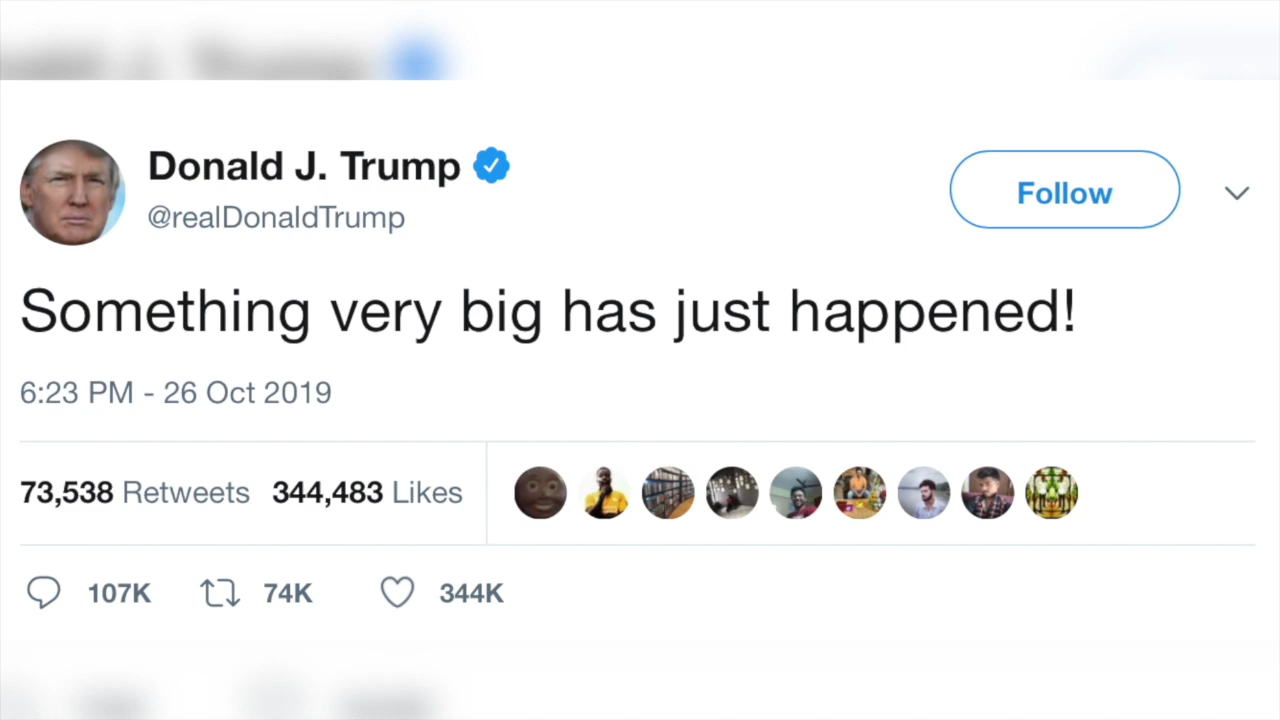 Donald J. Trump
@realDonaldTrump
Follow
Something very big has just happened!
6:23 PM - 26 Oct 2019
73,538 Retweets 344,483 Likes
107K 74K 344K